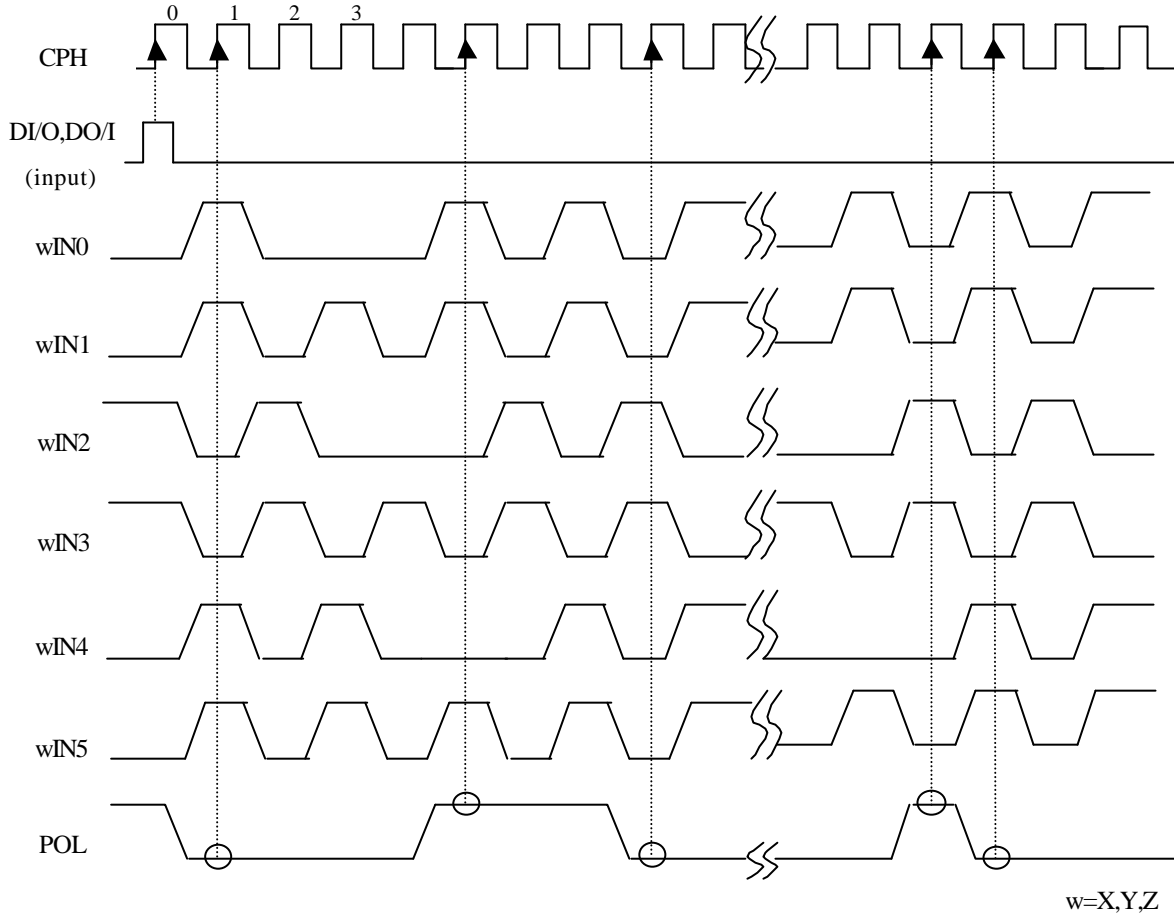 0 1 2 3
CPH
DI/O,DO/I
(input)
wIN0
wIN1
wIN2
wIN3
wIN4
wIN5
POL
w=X,Y,Z